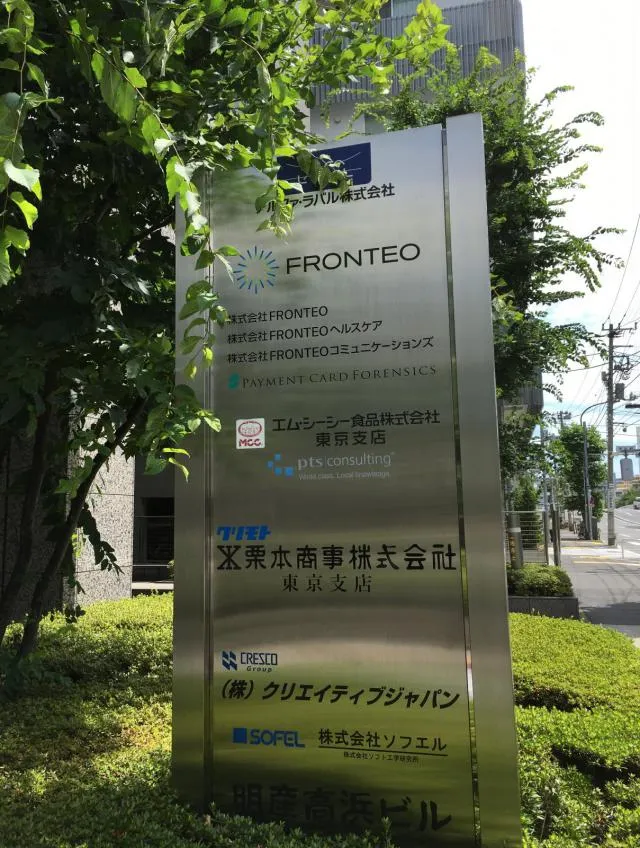 ァ・ラバル株式会社
FRONTEO
株式会社FRONTEO
株式会社FRONTEOヘルスケア
株式会社FRONTEOコミュニケーションズ
PAYMENT CARD FORENSICS
MCC
エム・シーシー食品株式会社
東京支店
pts consulting
World class. Local knowledge.
クリモト
栗本商事株式会社
東京支店
CRESCO
Group
(株)クリエイティブジャパン
SOFEL 株式会社ソフエル
株式会社ソフト工学研究所
明産高浜ビル